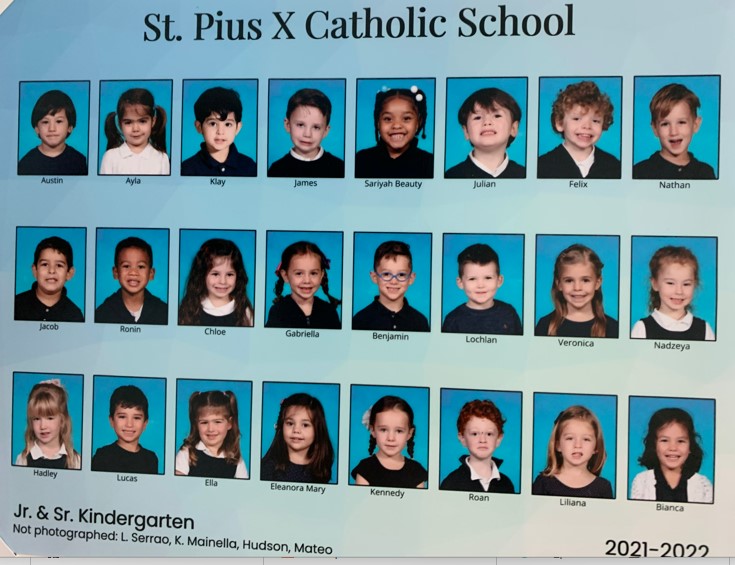 St. Pius X Catholic School
Austin Ayla Klay James Sariyah Beauty Julian Felix Nathan
Jacob Ronin Chloe Gabriella Benjamin Lochlan Veronica Nadzeya
Hadley Lucas Ella Eleanora Mary Kennedy Roan Liliana Bianca
Jr. & Sr. Kindergarten
Not photographed: L. Serrao, K. Mainella, Hudson, Mateo
2021-2022